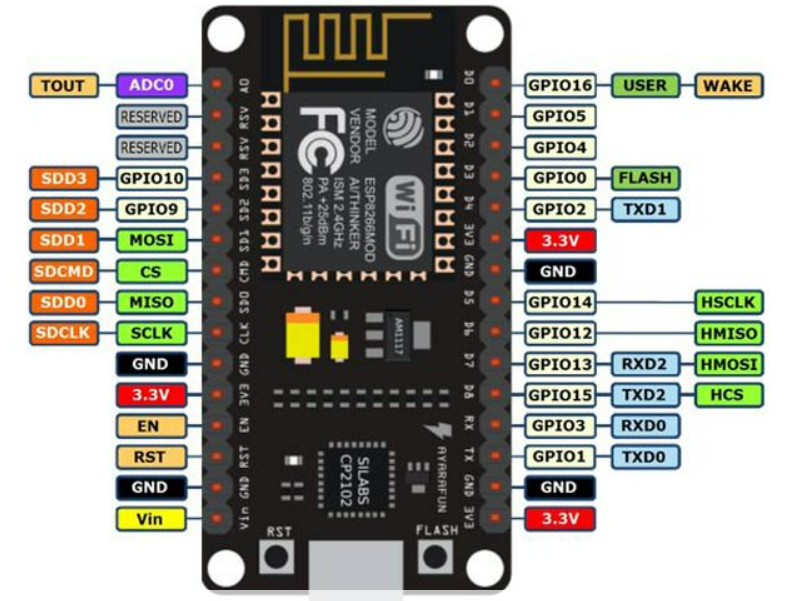 TOUT ADC0 A0 D0 GPIO16 USER WAKE
RESERVED RSV D1 GPIO5
RESERVED RSV D2 GPIO4
SDD3 GPIO10 SD3 D3 GPIO0 FLASH
SDD2 GPIO9 SD2 D4 GPIO2 TXD1
SDD1 MOSI SD1 3V3 3.3V
SDCMD CS CMD GND GND
SDD0 MISO SD0 D5 GPIO14 HSCLK
SDCLK SCLK CLK D6 GPIO12 HMISO
GND GND D7 GPIO13 RXD2 HMOSI
3.3V 3V3 D8 GPIO15 TXD2 HCS
EN EN RX GPIO3 RXD0
RST RST TX GPIO1 TXD0
GND GND GND GND
Vin Vin 3V3 3.3V
MODEL ESP8266MOD
VENDOR AI/THINKER
ISM 2.4GHz
PA +25dBm
802.11b/g/n
FC
Wi Fi
AM1117
SILABS
CP2102
AYARAFUN
RST
FLASH